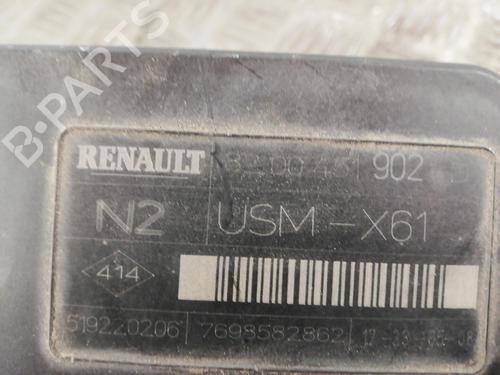 B-PARTS
RENAULT 902
N2 USM-X61
414
519220206 7698582862